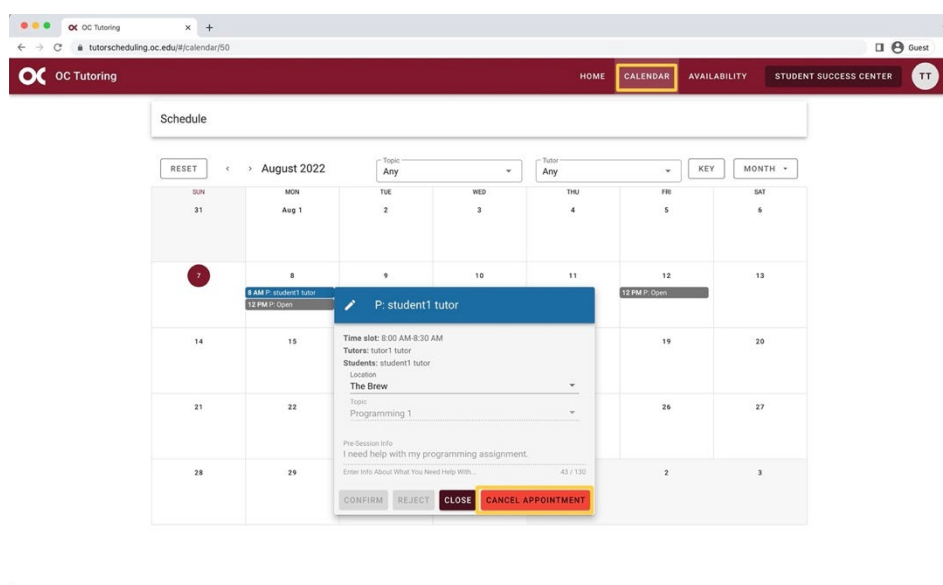 OC OC Tutoring × +
tutorscheduling.oc.edu/#/calendar/50 Guest
OC OC Tutoring HOME CALENDAR AVAILABILITY STUDENT SUCCESS CENTER TT
Schedule
RESET < > August 2022 Topic Any Tutor Any KEY MONTH
SUN MON TUE WED THU FRI SAT
31 Aug 1 2 3 4 5 6
7 8 9 10 11 12 13
8 AM P: student1 tutor
12 PM P: Open 12 PM P: Open
P: student1 tutor
14 15 19 20
Time slot: 8:00 AM-8:30 AM
Tutors: tutor1 tutor
Students: student1 tutor
Location
The Brew
Topic
Programming 1
21 22 26 27
Pre-Session Info
I need help with my programming assignment.
Enter Info About What You Need Help With... 43 / 130
28 29 2 3
CONFIRM REJECT CLOSE CANCEL APPOINTMENT